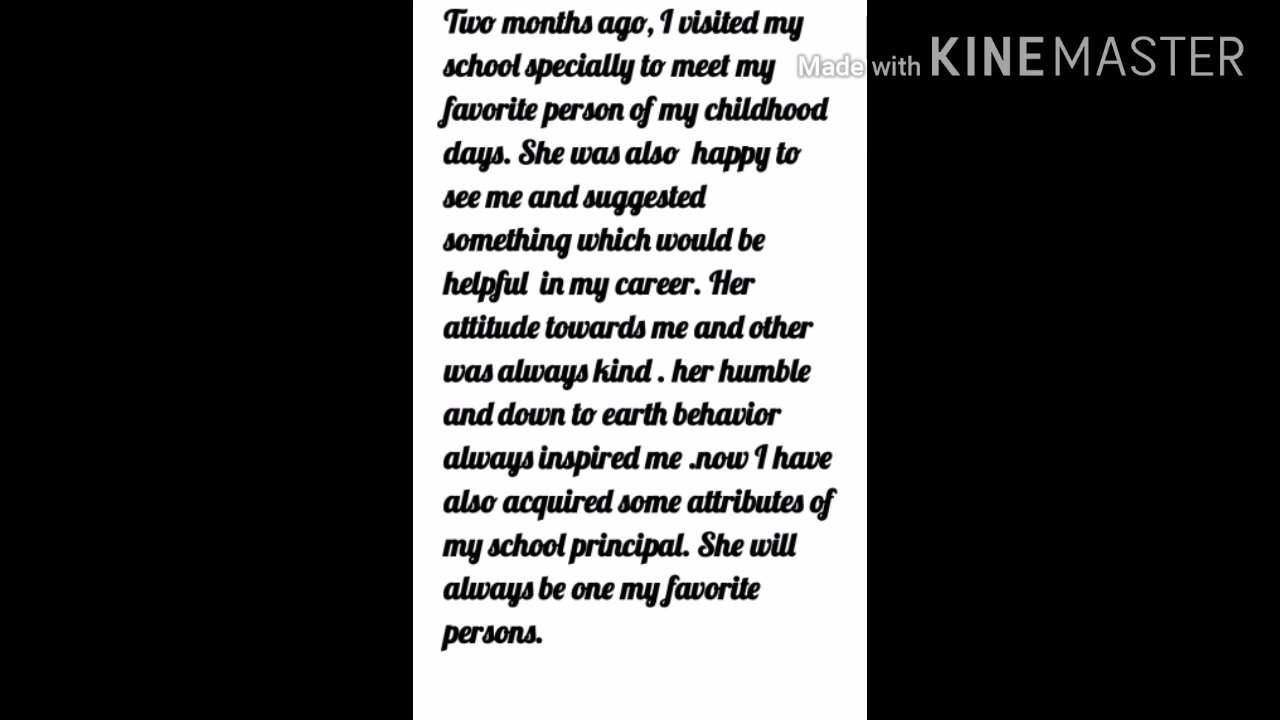 Two months ago, I visited my
school specially to meet my
Made with KINEMASTER
favorite person of my childhood
days. She was also  happy to
see me and suggested
something which would be
helpful  in my career. Her
attitude towards me and other
was always kind . her humble
and down to earth behavior
always inspired me .now I have
also acquired some attributes of
my school principal. She will
always be one my favorite
persons.